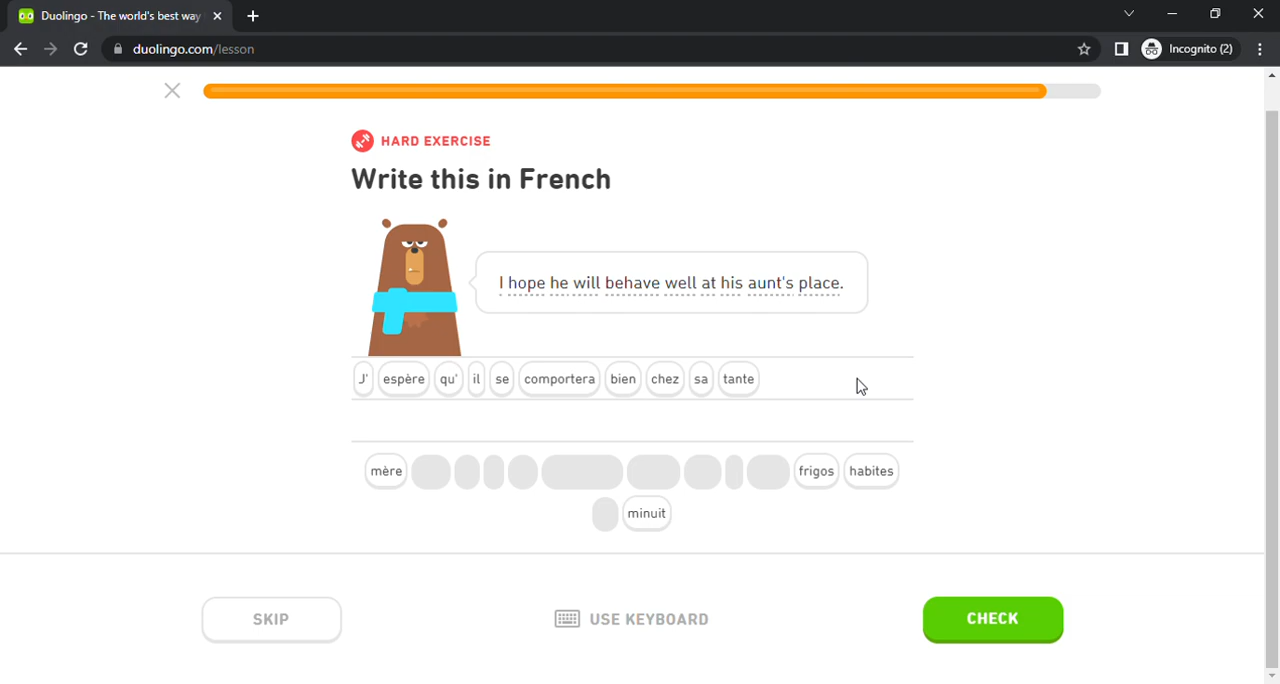 Duolingo - The world's best way
duolingo.com/lesson
Incognito (2)
HARD EXERCISE
Write this in French
I hope he will behave well at his aunt's place.
J' espère qu' il se comportera bien chez sa tante
mère frigos habites
minuit
SKIP USE KEYBOARD CHECK